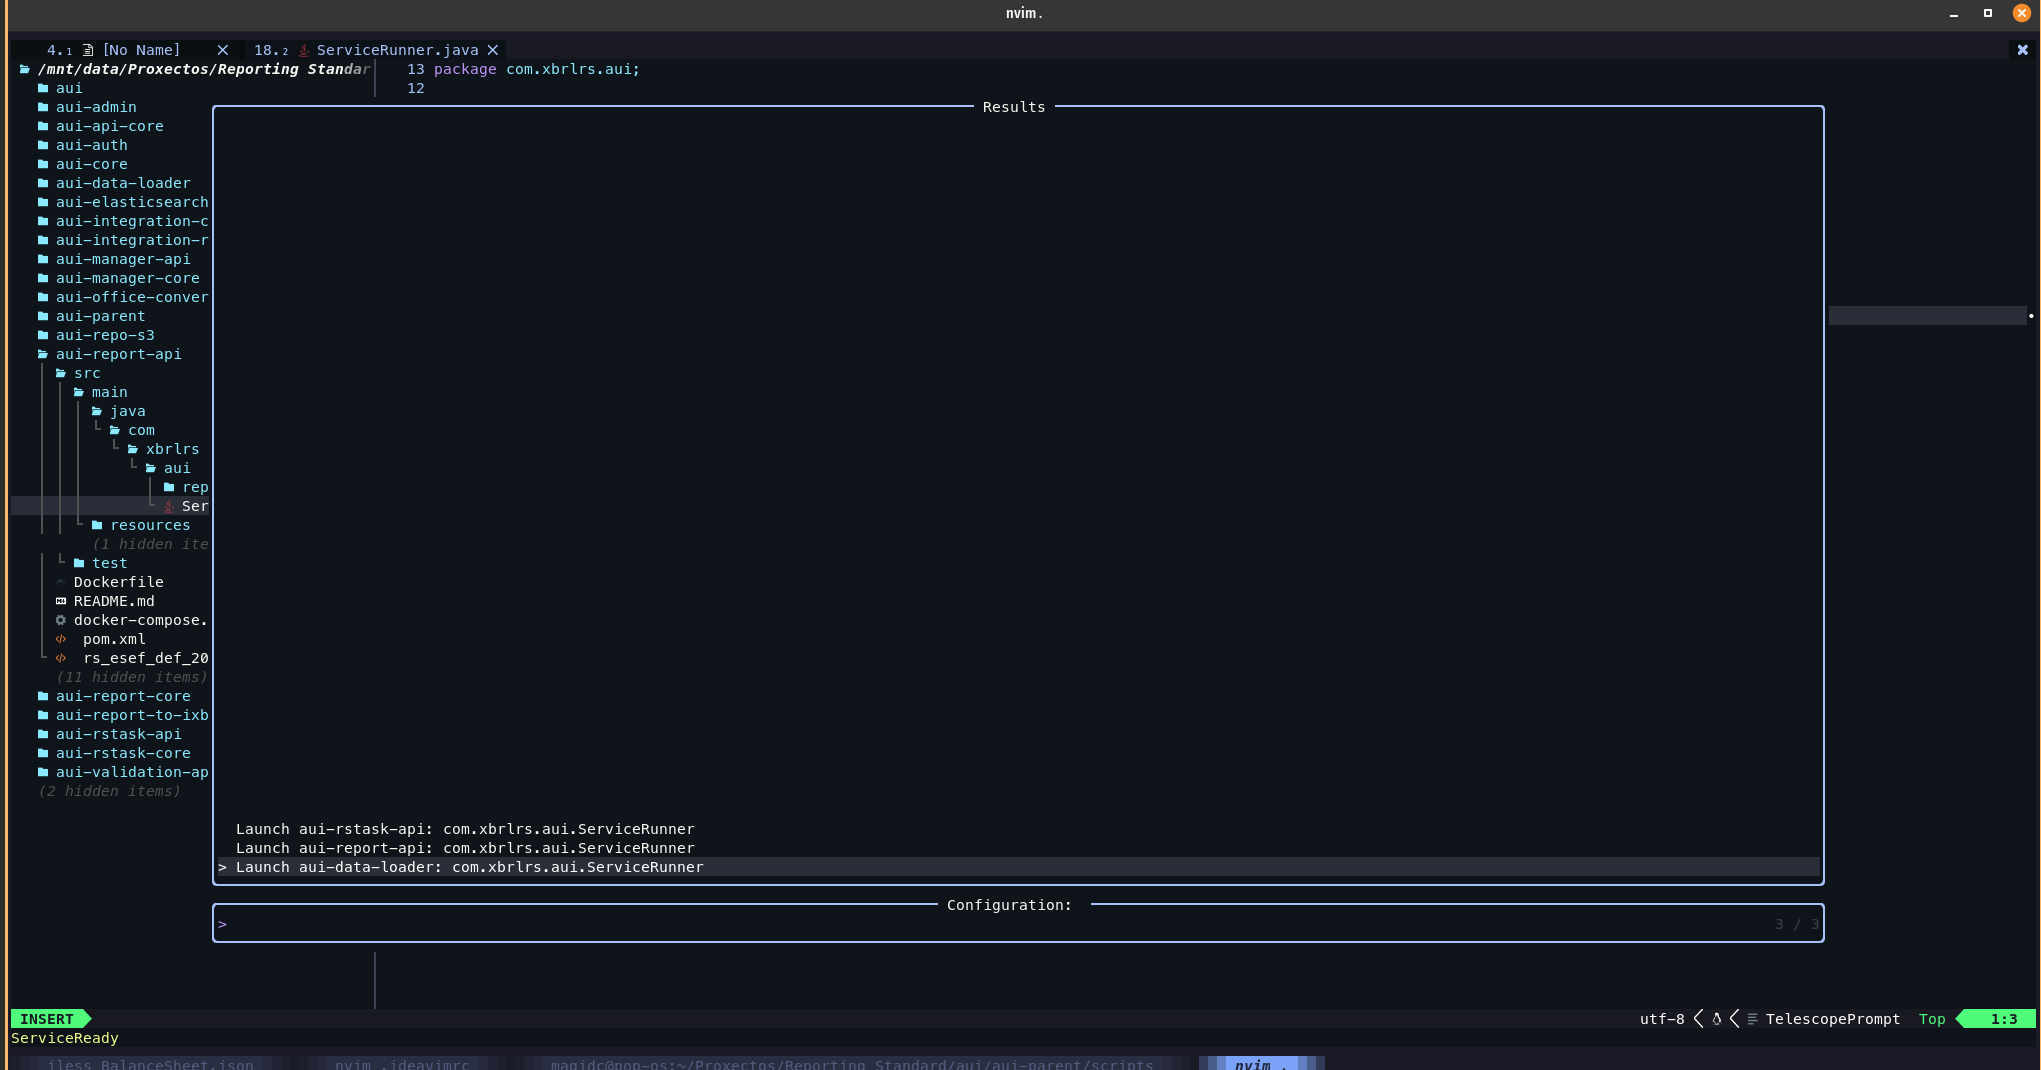 nvim .
4.₁ [No Name]
18.₂ ServiceRunner.java
/mnt/data/Proxectos/Reporting Standar
aui
aui-admin
aui-api-core
aui-auth
aui-core
aui-data-loader
aui-elasticsearch
aui-integration-c
aui-integration-r
aui-manager-api
aui-manager-core
aui-office-conver
aui-parent
aui-repo-s3
aui-report-api
src
main
java
com
xbrlrs
aui
rep
Ser
resources
(1 hidden ite
test
Dockerfile
README.md
docker-compose.
pom.xml
rs_esef_def_20
(11 hidden items)
aui-report-core
aui-report-to-ixb
aui-rstask-api
aui-rstask-core
aui-validation-ap
(2 hidden items)
13 package com.xbrlrs.aui;
12
Results
Launch aui-rstask-api: com.xbrlrs.aui.ServiceRunner
Launch aui-report-api: com.xbrlrs.aui.ServiceRunner
> Launch aui-data-loader: com.xbrlrs.aui.ServiceRunner
Configuration:
> 3 / 3
INSERT utf-8 TelescopePrompt Top 1:3
ServiceReady
iless BalanceSheet.json nvim .ideavimrc magidc@pop-os:~/Proxectos/Reporting Standard/aui/aui-parent/scripts nvim .